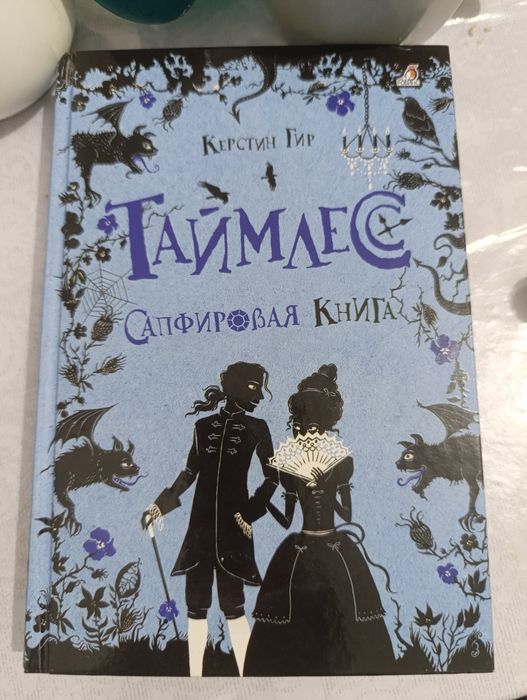 Керстин Гир
Таймлесс
Сапфировая Книга